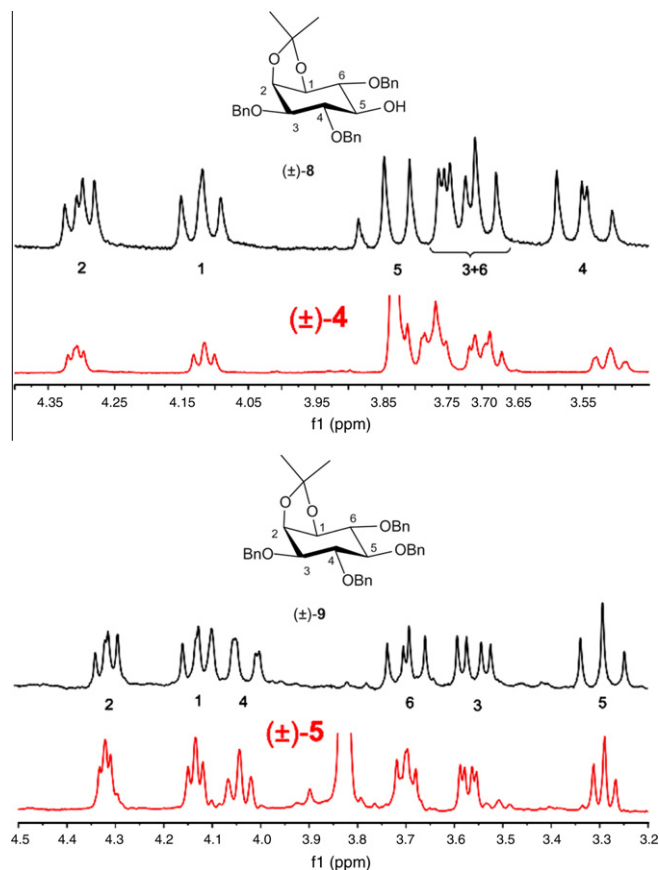 O
O
1
6
OBn
2
BnO
3
4
5
OH
OBn
(±)-8
2
1
5
3+6
4
(±)-4
4.35 4.25 4.15 4.05 3.95 3.85 3.75 3.70 3.65 3.55
f1 (ppm)
O
O
1
6
OBn
2
BnO
3
4
5
OBn
OBn
(±)-9
2 1 4 6 3 5
(±)-5
4.5 4.4 4.3 4.2 4.1 4.0 3.9 3.8 3.7 3.6 3.5 3.4 3.3 3.2
f1 (ppm)